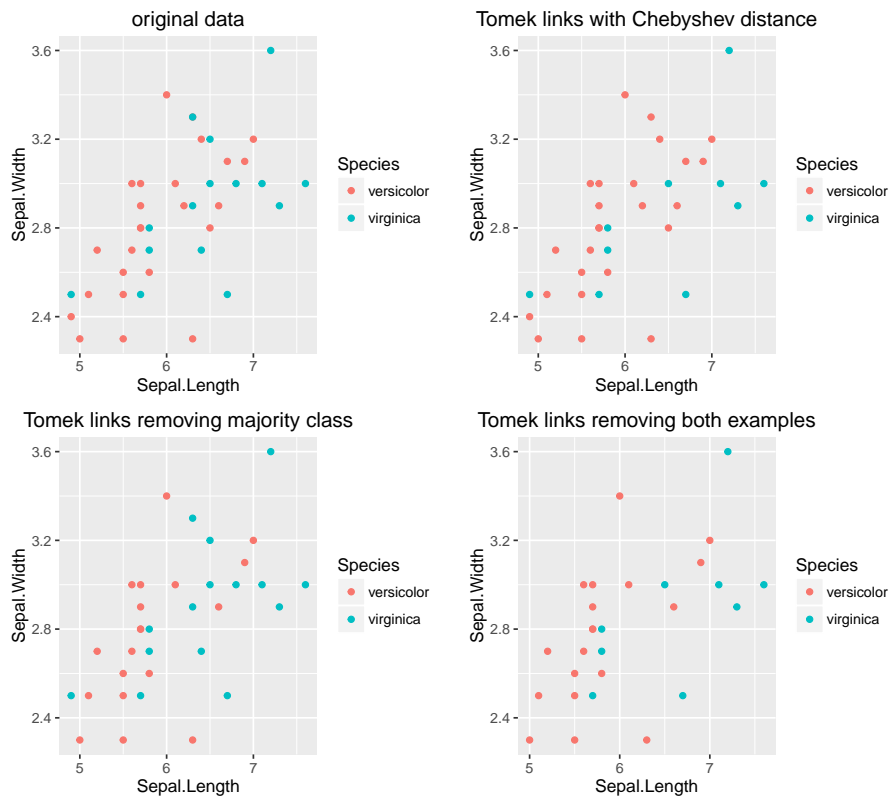 original data
3.6
3.2
2.8
2.4
Sepal.Width
5 6 7
Sepal.Length
Species
versicolor
virginica
Tomek links with Chebyshev distance
3.6
3.2
2.8
2.4
Sepal.Width
5 6 7
Sepal.Length
Species
versicolor
virginica
Tomek links removing majority class
3.6
3.2
2.8
2.4
Sepal.Width
5 6 7
Sepal.Length
Species
versicolor
virginica
Tomek links removing both examples
3.6
3.2
2.8
2.4
Sepal.Width
5 6 7
Sepal.Length
Species
versicolor
virginica